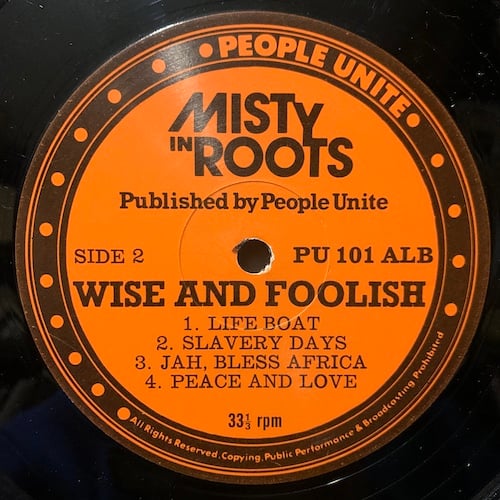 PEOPLE UNITE
MISTY
IN ROOTS
Published by People Unite
SIDE 2
PU 101 ALB
WISE AND FOOLISH
1. LIFE BOAT
2. SLAVERY DAYS
3. JAH, BLESS AFRICA
4. PEACE AND LOVE
33⅓ rpm
All Rights Reserved. Copying, Public Performance & Broadcasting Prohibited